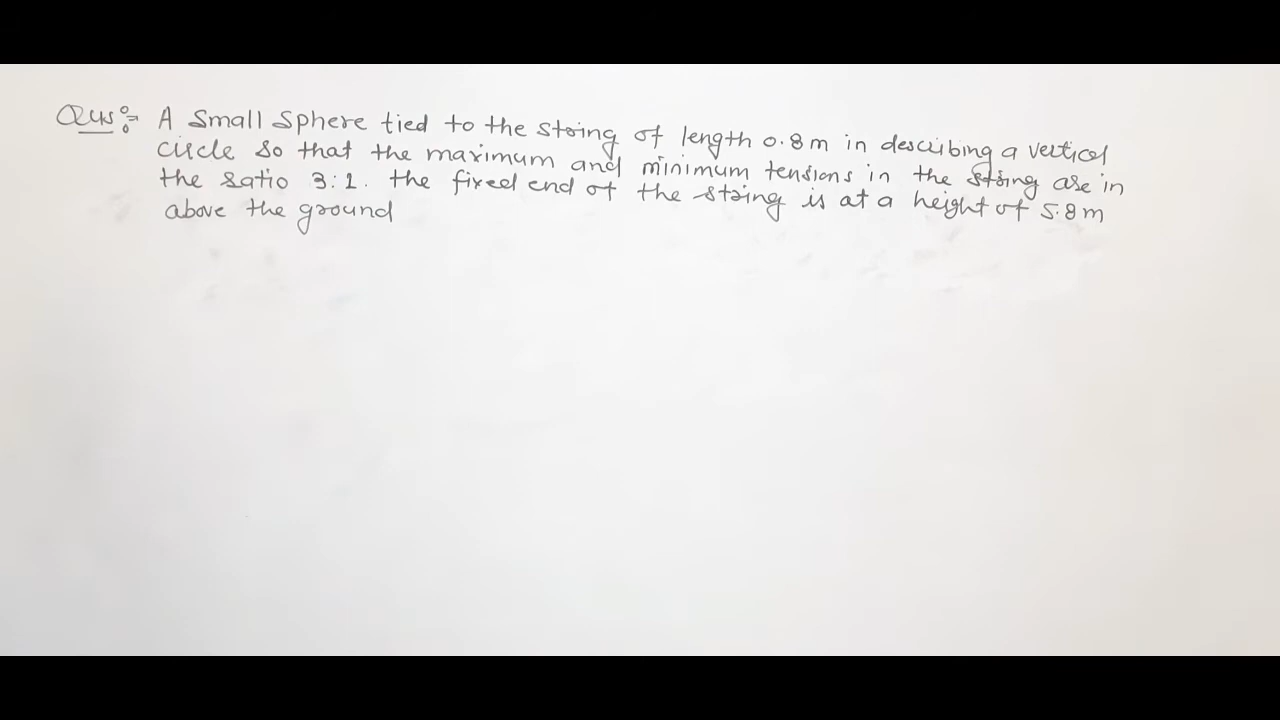 Qus:- A small sphere tied to the string of length 0.8m in describing a vertical
circle so that the maximum and minimum tensions in the string are in
the ratio 3:1. the fixed end of the string is at a height of 5.8m
above the ground